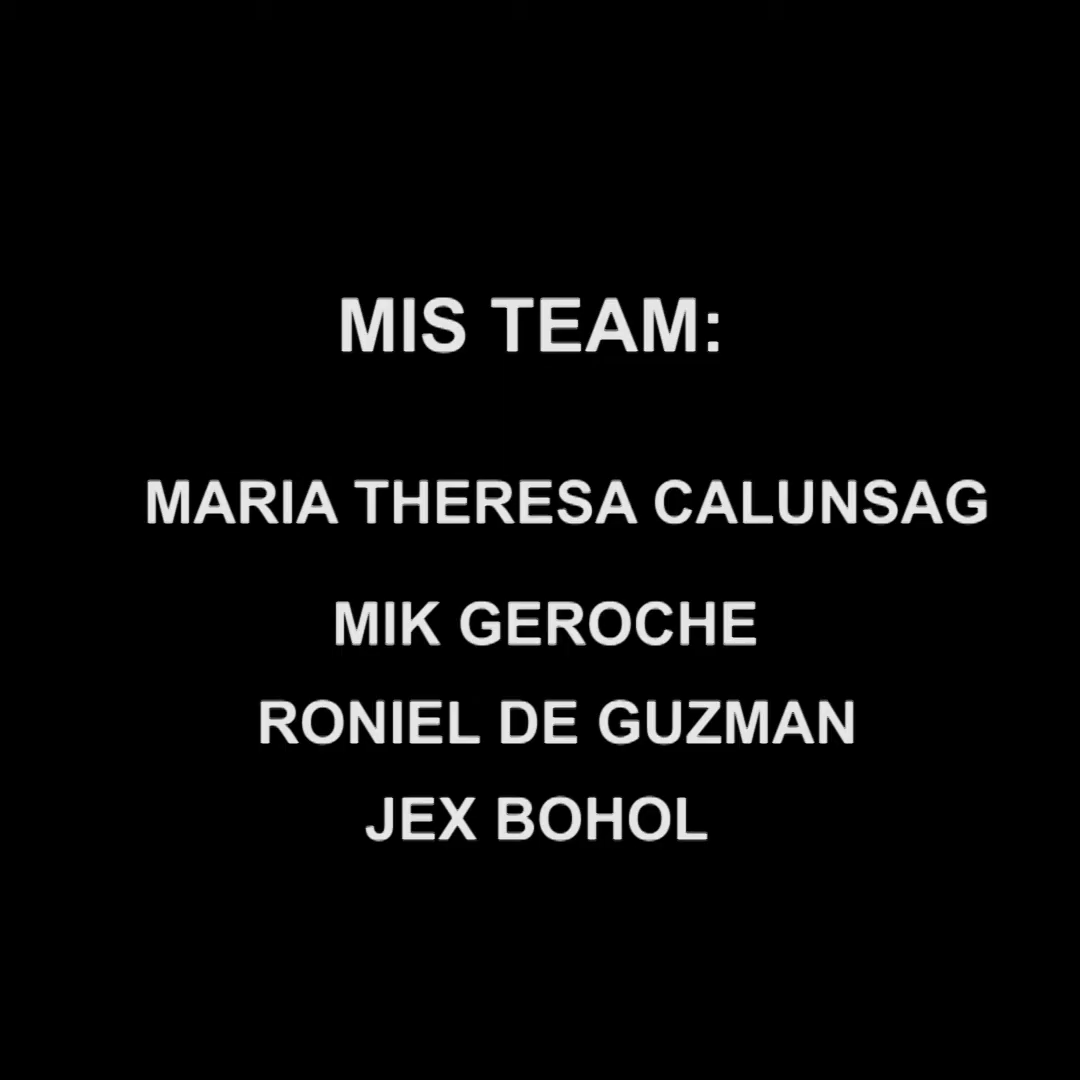 MIS TEAM:
MARIA THERESA CALUNSAG
MIK GEROCHE
RONIEL DE GUZMAN
JEX BOHOL